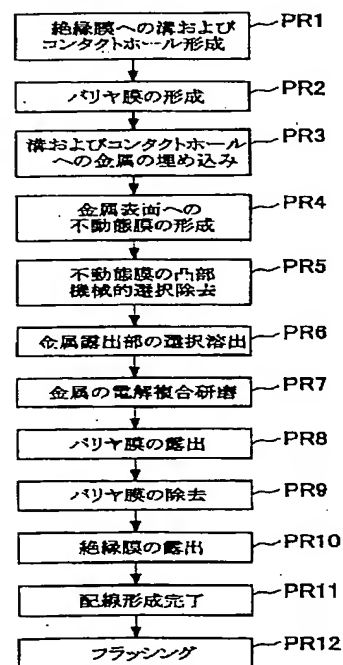 絶縁膜への溝および
コンタクトホール形成
PR1
バリヤ膜の形成
PR2
溝およびコンタクトホール
への金属の埋め込み
PR3
金属表面への
不動態膜の形成
PR4
不動態膜の凸部
機械的選択除去
PR5
金属露出部の選択溶出
PR6
金属の電解複合研磨
PR7
バリヤ膜の露出
PR8
バリヤ膜の除去
PR9
絶縁膜の露出
PR10
配線形成完了
PR11
フラッシング
PR12